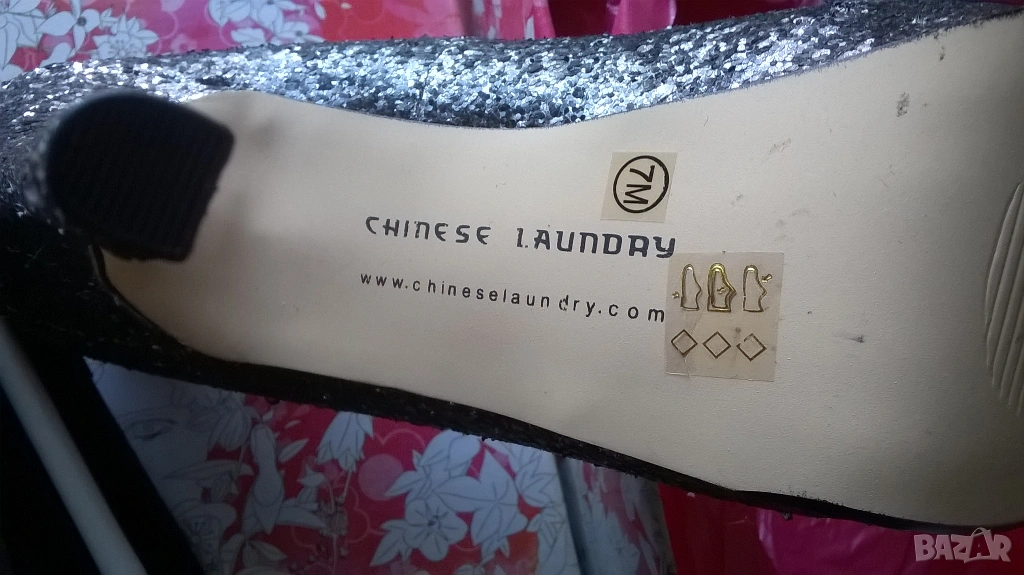 7M
CHINESE LAUNDRY
www.chineselaundry.com
BAZAR